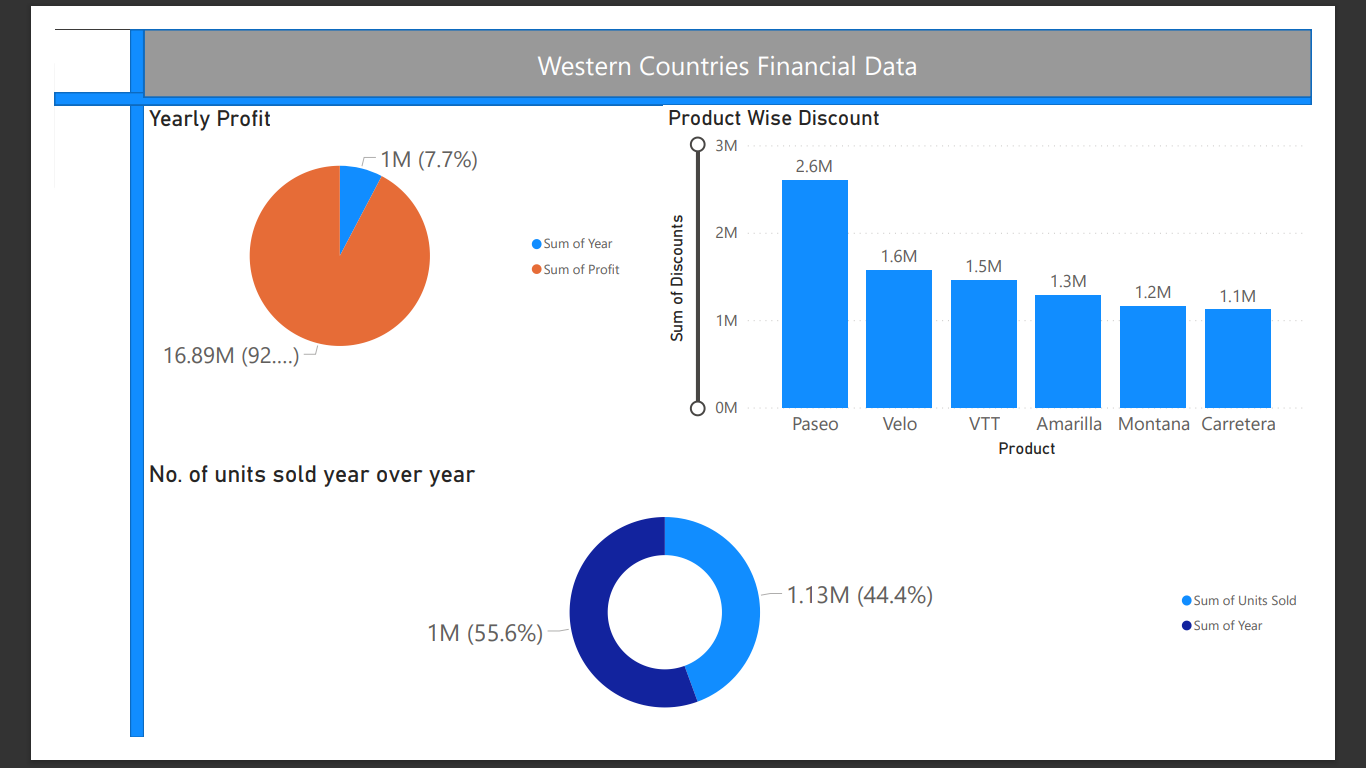 Western Countries Financial Data
Yearly Profit
1M (7.7%)
16.89M (92....)
Sum of Year
Sum of Profit
Product Wise Discount
Sum of Discounts
3M
2M
1M
0M
2.6M
1.6M
1.5M
1.3M
1.2M
1.1M
Paseo Velo VTT Amarilla Montana Carretera
Product
No. of units sold year over year
1.13M (44.4%)
1M (55.6%)
Sum of Units Sold
Sum of Year